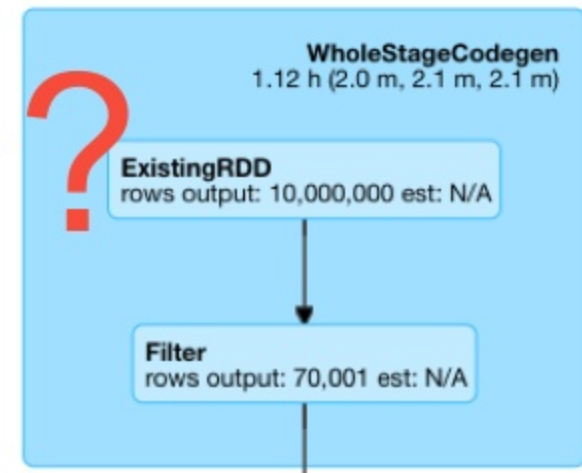 WholeStageCodegen
1.12 h (2.0 m, 2.1 m, 2.1 m)
?
ExistingRDD
rows output: 10,000,000 est: N/A
Filter
rows output: 70,001 est: N/A